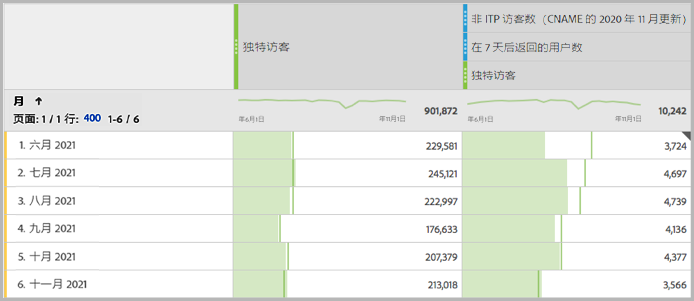 独特访客
非 ITP 访客数（CNAME 的 2020 年 11 月更新）
在 7 天后返回的用户数
独特访客
月 ↑
页面: 1 / 1 行: 400 1-6 / 6
年6月1日 年11月1日 901,872
年6月1日 年11月1日 10,242
1. 六月 2021 229,581 3,724
2. 七月 2021 245,121 4,697
3. 八月 2021 222,997 4,739
4. 九月 2021 176,633 4,136
5. 十月 2021 207,379 4,377
6. 十一月 2021 213,018 3,566